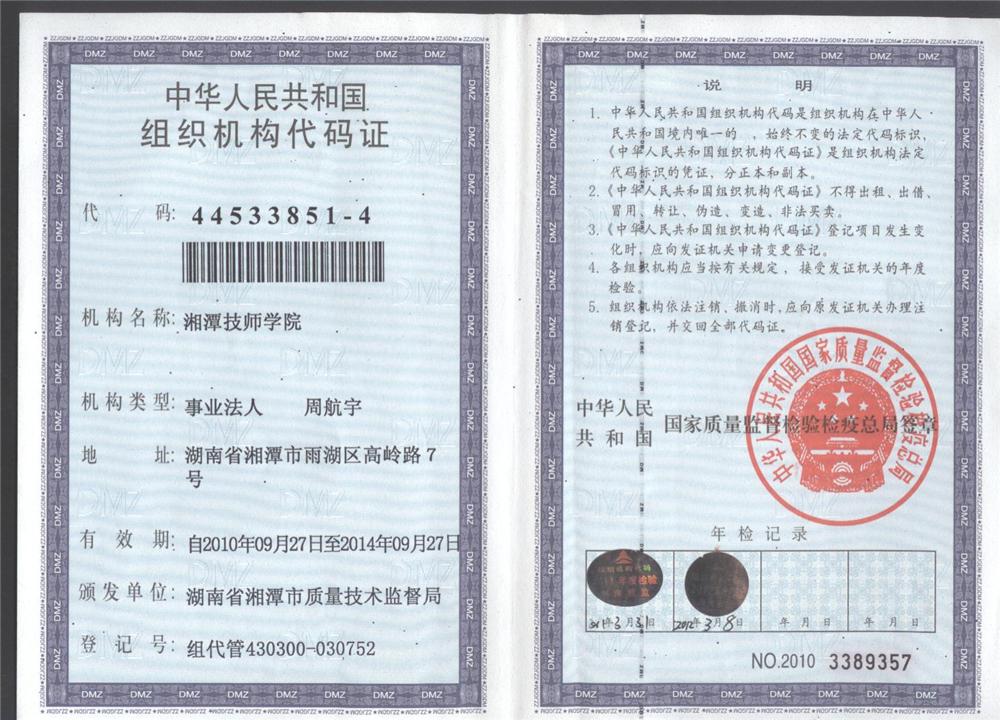 中华人民共和国
组织机构代码证
代 码: 44533851-4
机构名称: 湘潭技师学院
机构类型: 事业法人 周航宇
地 址: 湖南省湘潭市雨湖区高岭路7
号
有 效 期: 自2010年09月27日至2014年09月27日
颁发单位: 湖南省湘潭市质量技术监督局
登 记 号: 组代管430300-030752
说 明
1. 中华人民共和国组织机构代码是组织机构在中华人
民共和国境内唯一的 、始终不变的法定代码标识,
《中华人民共和国组织机构代码证》是组织机构法定
代码标识的凭证, 分正本和副本。
2.《中华人民共和国组织机构代码证》不得出租、出借、
冒用、转让、伪造、变造、非法买卖。
3.《中华人民共和国组织机构代码证》登记项目发生变
化时, 应向发证机关申请变更登记。
4. 各组织机构应当按有关规定, 接受发证机关的年度
检验。
5. 组织机构依法注销、撤消时, 应向原发证机关办理注
销登记, 并交回全部代码证。
中华人民共和国国家质量监督检验检疫总局
中华人民
共和国 国家质量监督检验检疫总局签章
年检记录
年3月31日 2012年3月8日 年 月 日 年 月 日
NO.2010 3389357